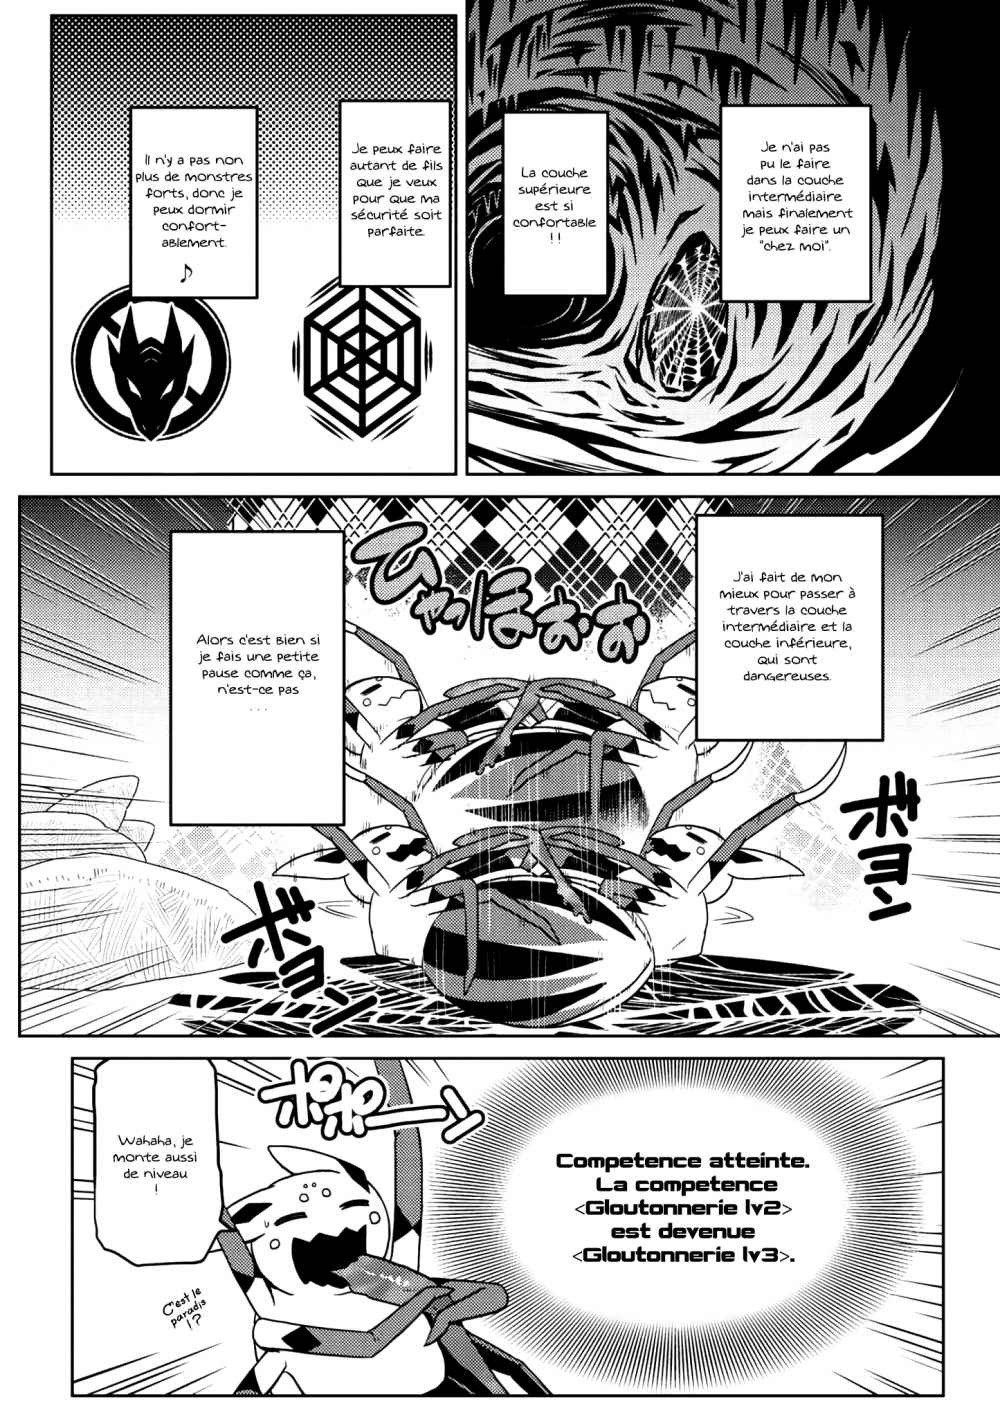 Je n'ai pas
pu le faire
dans la couche
intermédiaire
mais finalement
je peux faire un
"chez moi".
La couche
supérieure
est si
confortable
!!
Je peux faire
autant de fils
que je veux
pour que ma
sécurité soit
parfaite.
Il n'y a pas non
plus de monstres
forts, donc je
peux dormir
confort-
ablement.
♪
J'ai fait de mon
mieux pour passer à
travers la couche
intermédiaire et la
couche inférieure,
qui sont
dangereuses.
ひゃっほおお
Alors c'est bien si
je fais une petite
pause comme ça,
n'est-ce pas
...
ボヨン
ボヨン
Competence atteinte.
La competence
<Gloutonnerie lv2>
est devenue
<Gloutonnerie lv3>.
ポポーン
Wahaha, je
monte aussi
de niveau
!
C'est le
paradis
!?